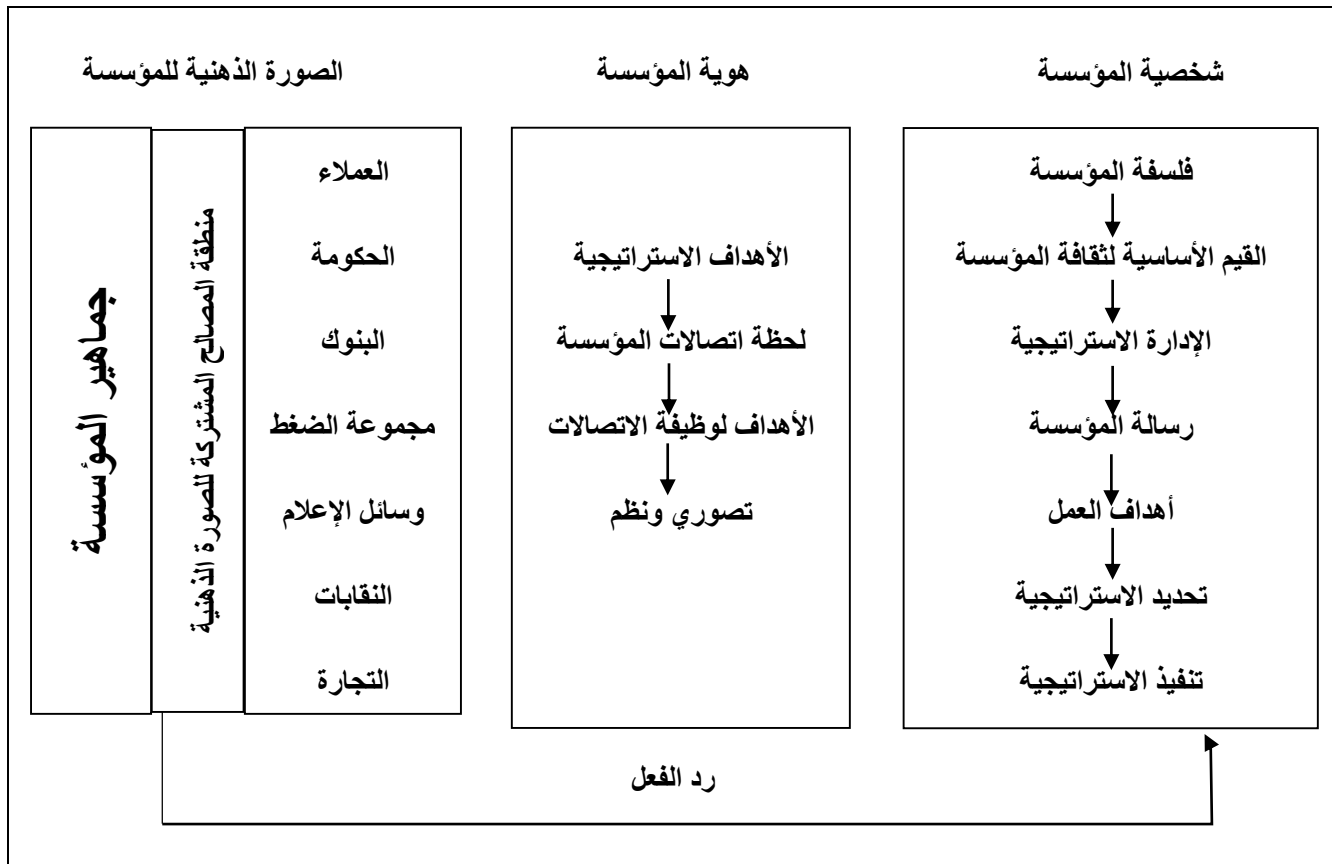 شخصية المؤسسة
هوية المؤسسة
الصورة الذهنية للمؤسسة
فلسفة المؤسسة
القيم الأساسية لثقافة المؤسسة
الإدارة الاستراتيجية
رسالة المؤسسة
أهداف العمل
تحديد الاستراتيجية
تنفيذ الاستراتيجية
الأهداف الاستراتيجية
لحظة اتصالات المؤسسة
الأهداف لوظيفة الاتصالات
تصوري ونظم
العملاء
الحكومة
البنوك
مجموعة الضغط
وسائل الإعلام
النقابات
التجارة
منطقة المصالح المشتركة للصورة الذهنية
جماهير المؤسسة
رد الفعل